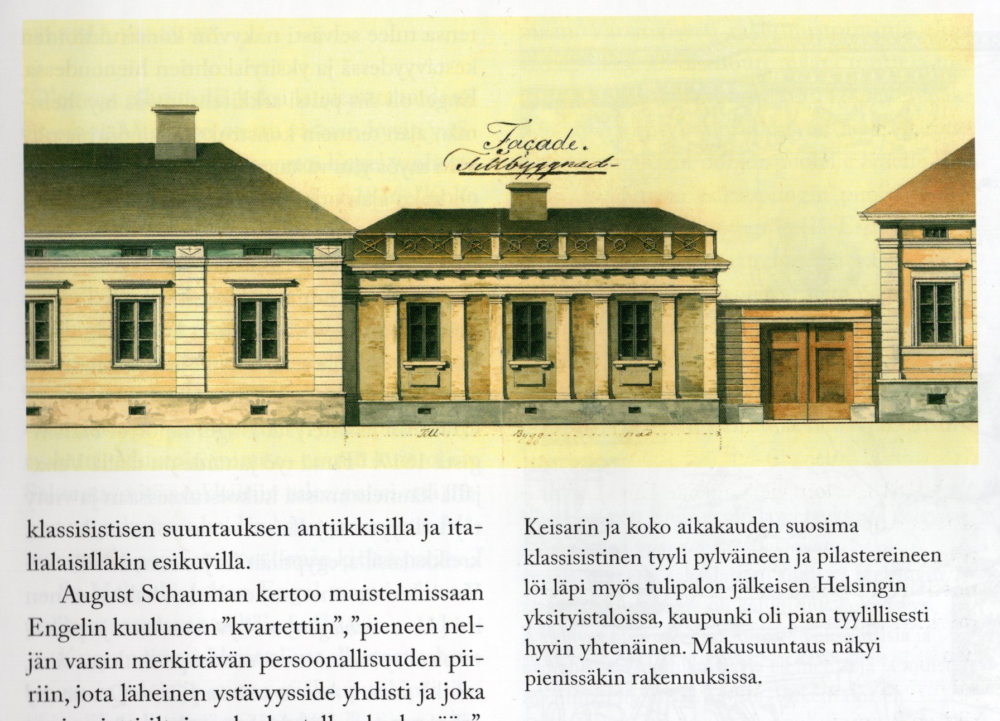 Façade.
Tillbyggnad
Till Bygg nad
klassisistisen suuntauksen antiikkisilla ja ita-
lialaisillakin esikuvilla.
August Schauman kertoo muistelmissaan
Engelin kuuluneen ”kvartettiin”, ”pieneen nel-
jän varsin merkittävän persoonallisuuden pii-
riin, jota läheinen ystävyysside yhdisti ja joka
Keisarin ja koko aikakauden suosima
klassisistinen tyyli pylväineen ja pilastereineen
löi läpi myös tulipalon jälkeisen Helsingin
yksityistaloissa, kaupunki oli pian tyylillisesti
hyvin yhtenäinen. Makusuuntaus näkyi
pienissäkin rakennuksissa.